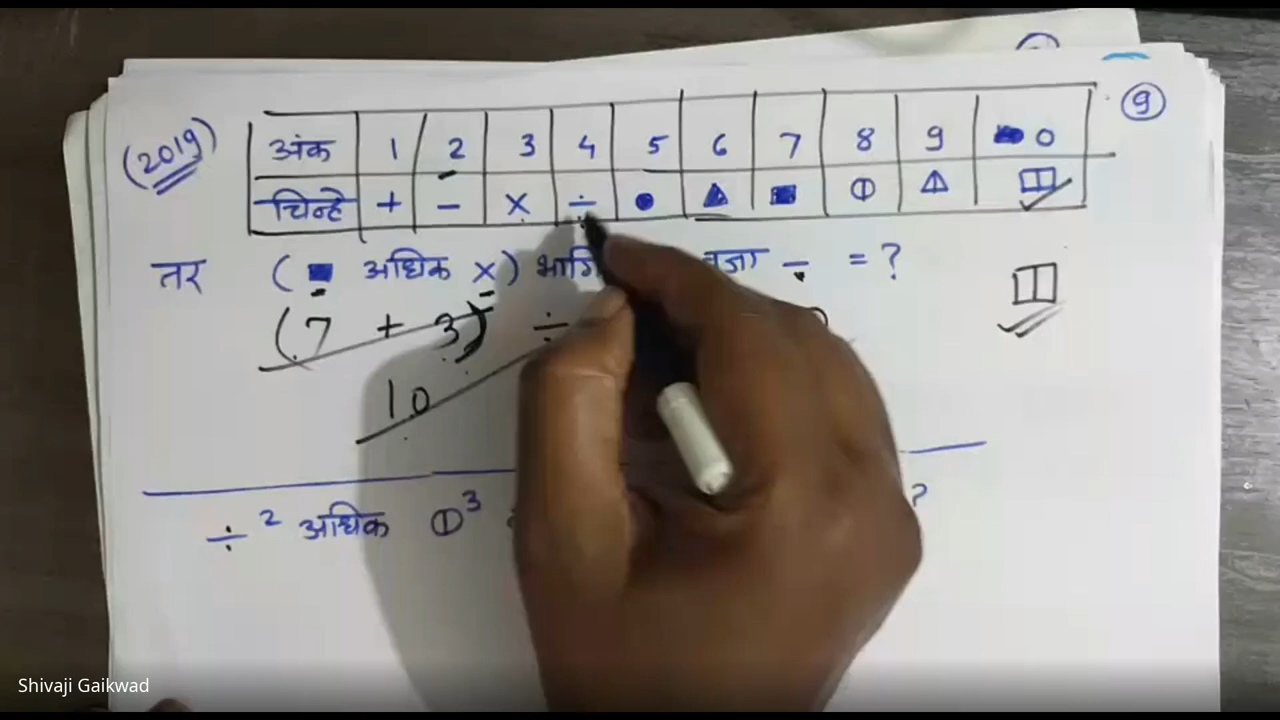 (2019)
9
अंक 1 2 3 4 5 6 7 8 9 0
चिन्हे + − × ÷ ● ▲ ■ ⦶ ◮ ◫
तर ( ■ अधिक × ) वजा − = ?
◫
(7 + 3) ÷
10
÷² अधिक ⦶³ ?
Shivaji Gaikwad